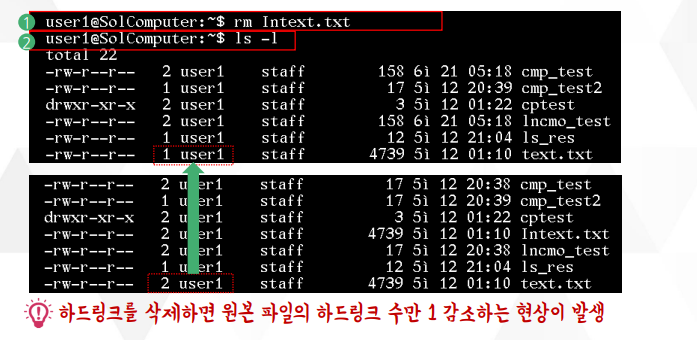 1 user1@SolComputer:~$ rm Intext.txt
2 user1@SolComputer:~$ ls -l
total 22
-rw-r--r-- 2 user1 staff 158 6ì 21 05:18 cmp_test
-rw-r--r-- 1 user1 staff 17 5ì 12 20:39 cmp_test2
drwxr-xr-x 2 user1 staff 3 5ì 12 01:22 cptest
-rw-r--r-- 2 user1 staff 158 6ì 21 05:18 lncmo_test
-rw-r--r-- 1 user1 staff 12 5ì 12 21:04 ls_res
-rw-r--r-- 1 user1 staff 4739 5ì 12 01:10 text.txt
-rw-r--r-- 2 user1 staff 17 5ì 12 20:38 cmp_test
-rw-r--r-- 1 user1 staff 17 5ì 12 20:39 cmp_test2
drwxr-xr-x 2 user1 staff 3 5ì 12 01:22 cptest
-rw-r--r-- 2 user1 staff 4739 5ì 12 01:10 Intext.txt
-rw-r--r-- 2 user1 staff 17 5ì 12 20:38 lncmo_test
-rw-r--r-- 1 user1 staff 12 5ì 12 21:04 ls_res
-rw-r--r-- 2 user1 staff 4739 5ì 12 01:10 text.txt
하드링크를 삭제하면 원본 파일의 하드링크 수만 1 감소하는 현상이 발생